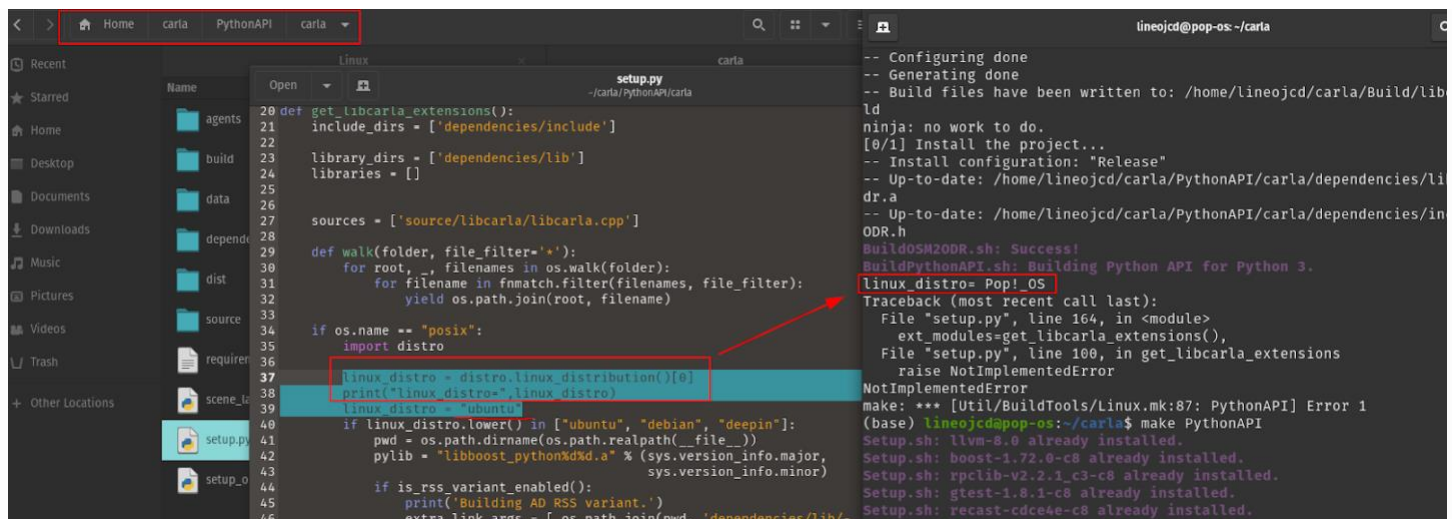 Home carla PythonAPI carla
Recent
Starred
Home
Desktop
Documents
Downloads
Music
Pictures
Videos
Trash
Other Locations
Name
agents
build
data
depende
dist
source
requirem
scene_la
setup.py
setup_o
Linux carla
Open setup.py
~/carla/PythonAPI/carla
20 def get_libcarla_extensions():
21 include_dirs = ['dependencies/include']
22
23 library_dirs = ['dependencies/lib']
24 libraries = []
25
26
27 sources = ['source/libcarla/libcarla.cpp']
28
29 def walk(folder, file_filter='*'):
30 for root, _, filenames in os.walk(folder):
31 for filename in fnmatch.filter(filenames, file_filter):
32 yield os.path.join(root, filename)
33
34 if os.name == "posix":
35 import distro
36
37 linux_distro = distro.linux_distribution()[0]
38 print("linux_distro=",linux_distro)
39 linux_distro = "ubuntu"
40 if linux_distro.lower() in ["ubuntu", "debian", "deepin"]:
41 pwd = os.path.dirname(os.path.realpath(__file__))
42 pylib = "libboost_python%d%d.a" % (sys.version_info.major,
43 sys.version_info.minor)
44 if is_rss_variant_enabled():
45 print('Building AD RSS variant.')
46 extra_link_args = [ os.path.join(pwd, 'dependencies/lib/
lineojcd@pop-os: ~/carla
-- Configuring done
-- Generating done
-- Build files have been written to: /home/lineojcd/carla/Build/lib
ld
ninja: no work to do.
[0/1] Install the project...
-- Install configuration: "Release"
-- Up-to-date: /home/lineojcd/carla/PythonAPI/carla/dependencies/li
dr.a
-- Up-to-date: /home/lineojcd/carla/PythonAPI/carla/dependencies/in
ODR.h
BuildOSM2ODR.sh: Success!
BuildPythonAPI.sh: Building Python API for Python 3.
linux_distro= Pop!_OS
Traceback (most recent call last):
File "setup.py", line 164, in <module>
ext_modules=get_libcarla_extensions(),
File "setup.py", line 100, in get_libcarla_extensions
raise NotImplementedError
NotImplementedError
make: *** [Util/BuildTools/Linux.mk:87: PythonAPI] Error 1
(base) lineojcd@pop-os:~/carla$ make PythonAPI
Setup.sh: llvm-8.0 already installed.
Setup.sh: boost-1.72.0-c8 already installed.
Setup.sh: rpclib-v2.2.1_c3-c8 already installed.
Setup.sh: gtest-1.8.1-c8 already installed.
Setup.sh: recast-cdce4e-c8 already installed.